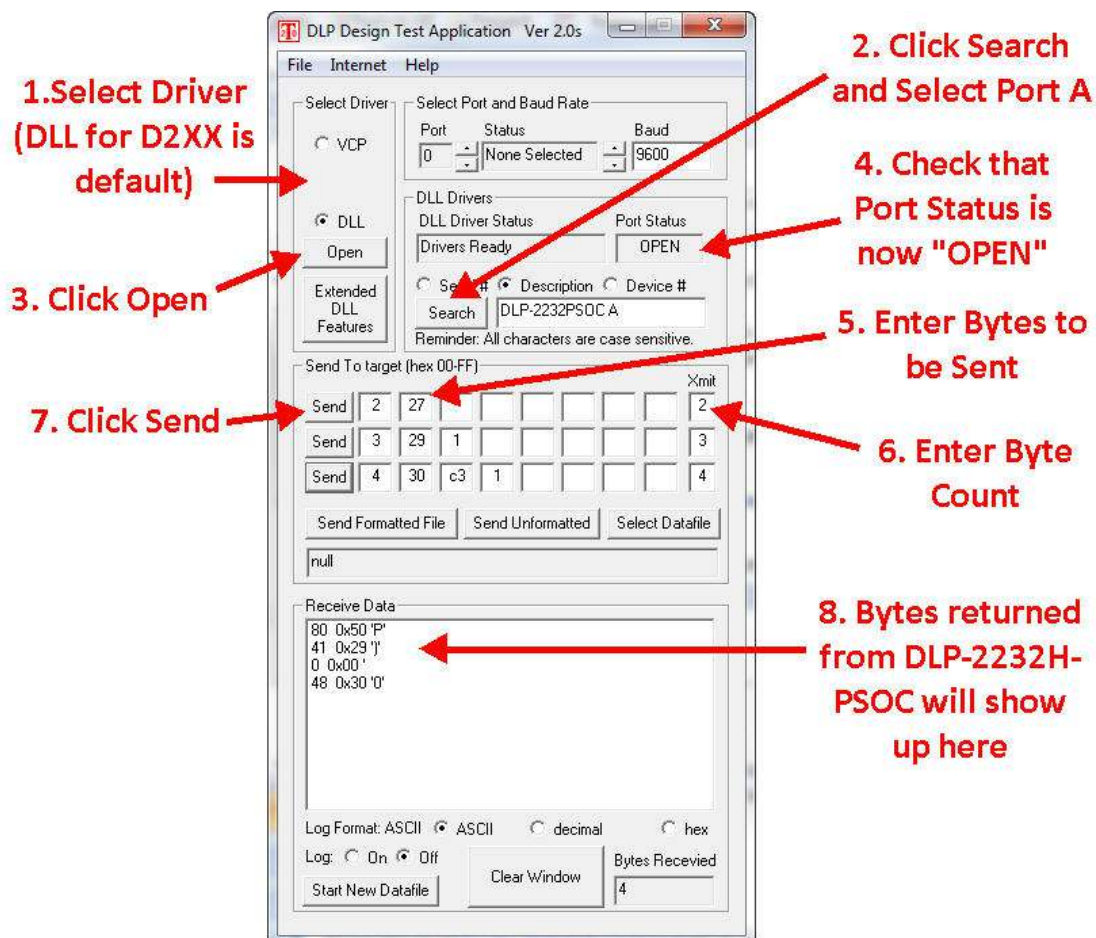 DLP Design Test Application Ver 2.0s
File Internet Help
1.Select Driver
(DLL for D2XX is
default)
2. Click Search
and Select Port A
Select Driver
VCP
DLL
Open
Extended
DLL
Features
Select Port and Baud Rate
Port Status Baud
0 None Selected 9600
DLL Drivers
DLL Driver Status Port Status
Drivers Ready OPEN
# Description Device #
Search DLP-2232PSOC A
Reminder: All characters are case sensitive.
3. Click Open
4. Check that
Port Status is
now "OPEN"
5. Enter Bytes to
be Sent
Send To target (hex 00-FF)
Xmit
Send 2 27 2
Send 3 29 1 3
Send 4 30 c3 1 4
7. Click Send
6. Enter Byte
Count
Send Formatted File Send Unformatted Select Datafile
null
Receive Data
80 0x50 'P'
41 0x29 ')'
0 0x00 '
48 0x30 '0'
8. Bytes returned
from DLP-2232H-
PSOC will show
up here
Log Format: ASCII ASCII decimal hex
Log: On Off
Start New Datafile
Clear Window
Bytes Recevied
4